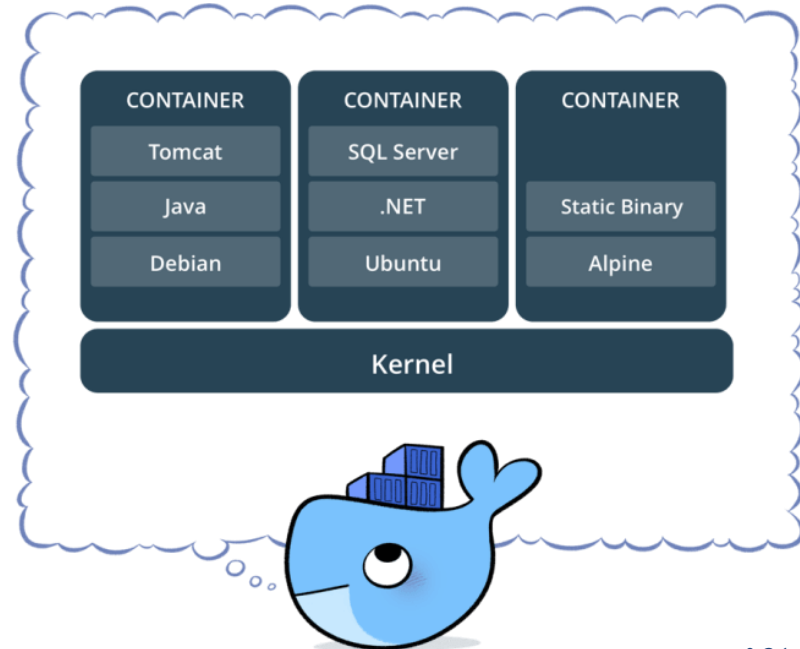 CONTAINER
Tomcat
Java
Debian
CONTAINER
SQL Server
.NET
Ubuntu
CONTAINER
Static Binary
Alpine
Kernel